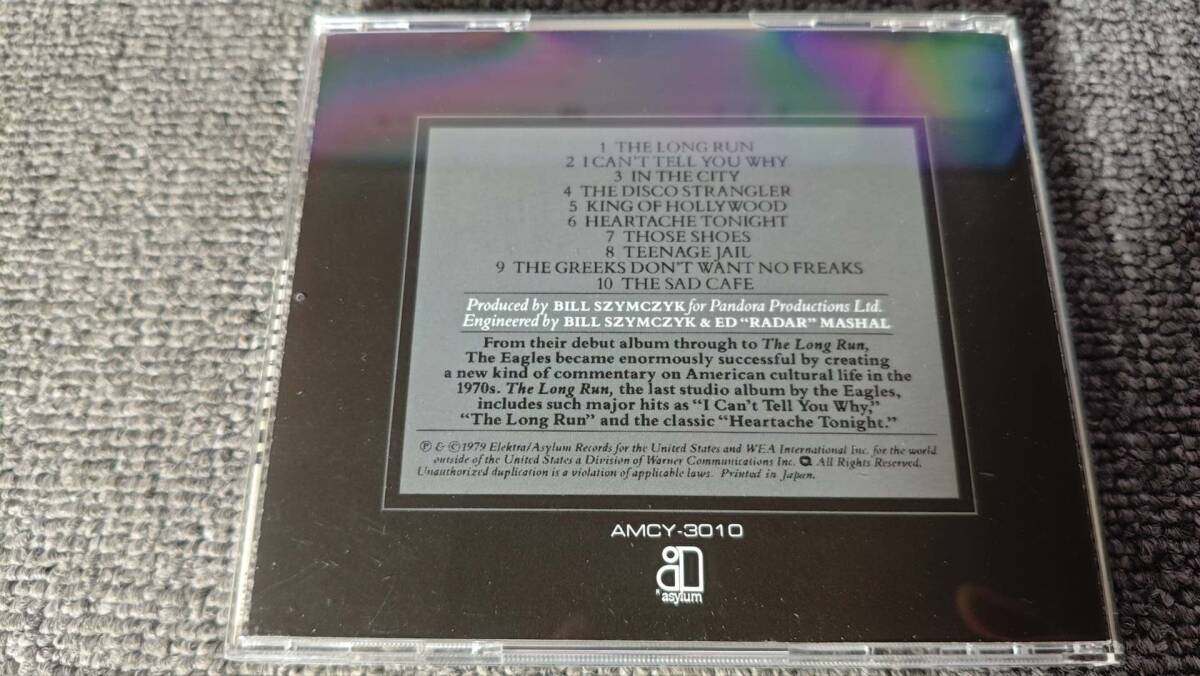 1 THE LONG RUN
2 I CAN'T TELL YOU WHY
3 IN THE CITY
4 THE DISCO STRANGLER
5 KING OF HOLLYWOOD
6 HEARTACHE TONIGHT
7 THOSE SHOES
8 TEENAGE JAIL
9 THE GREEKS DON'T WANT NO FREAKS
10 THE SAD CAFE
Produced by BILL SZYMCZYK for Pandora Productions Ltd.
Engineered by BILL SZYMCZYK & ED "RADAR" MASHAL
From their debut album through to The Long Run,
The Eagles became enormously successful by creating
a new kind of commentary on American cultural life in the
1970s. The Long Run, the last studio album by the Eagles,
includes such major hits as "I Can't Tell You Why,"
"The Long Run" and the classic "Heartache Tonight."
℗ & ©1979 Elektra/Asylum Records for the United States and WEA International Inc. for the world
outside of the United States a Division of Warner Communications Inc. All Rights Reserved.
Unauthorized duplication is a violation of applicable laws. Printed in Japan.
AMCY-3010
asylum